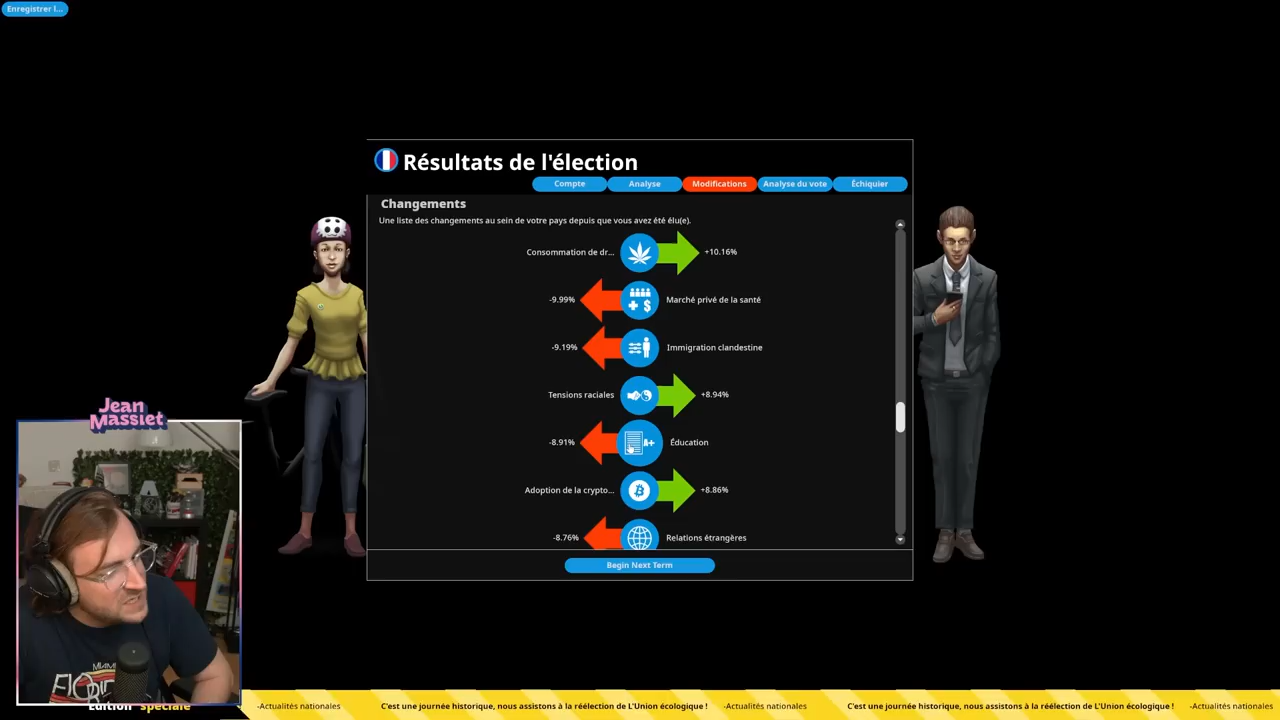 Enregistrer l...
Résultats de l'élection
Compte
Analyse
Modifications
Analyse du vote
Échiquier
Changements
Une liste des changements au sein de votre pays depuis que vous avez été élu(e).
Consommation de dr...
+10.16%
-9.99%
Marché privé de la santé
-9.19%
Immigration clandestine
Tensions raciales
+8.94%
-8.91%
A+
Éducation
Adoption de la crypto...
+8.86%
-8.76%
Relations étrangères
Begin Next Term
Jean
Massiet
MIAMI
Édition spéciale
-Actualités nationales
C'est une journée historique, nous assistons à la réélection de L'Union écologique !
-Actualités nationales
C'est une journée historique, nous assistons à la réélection de L'Union écologique !
-Actualités nationales